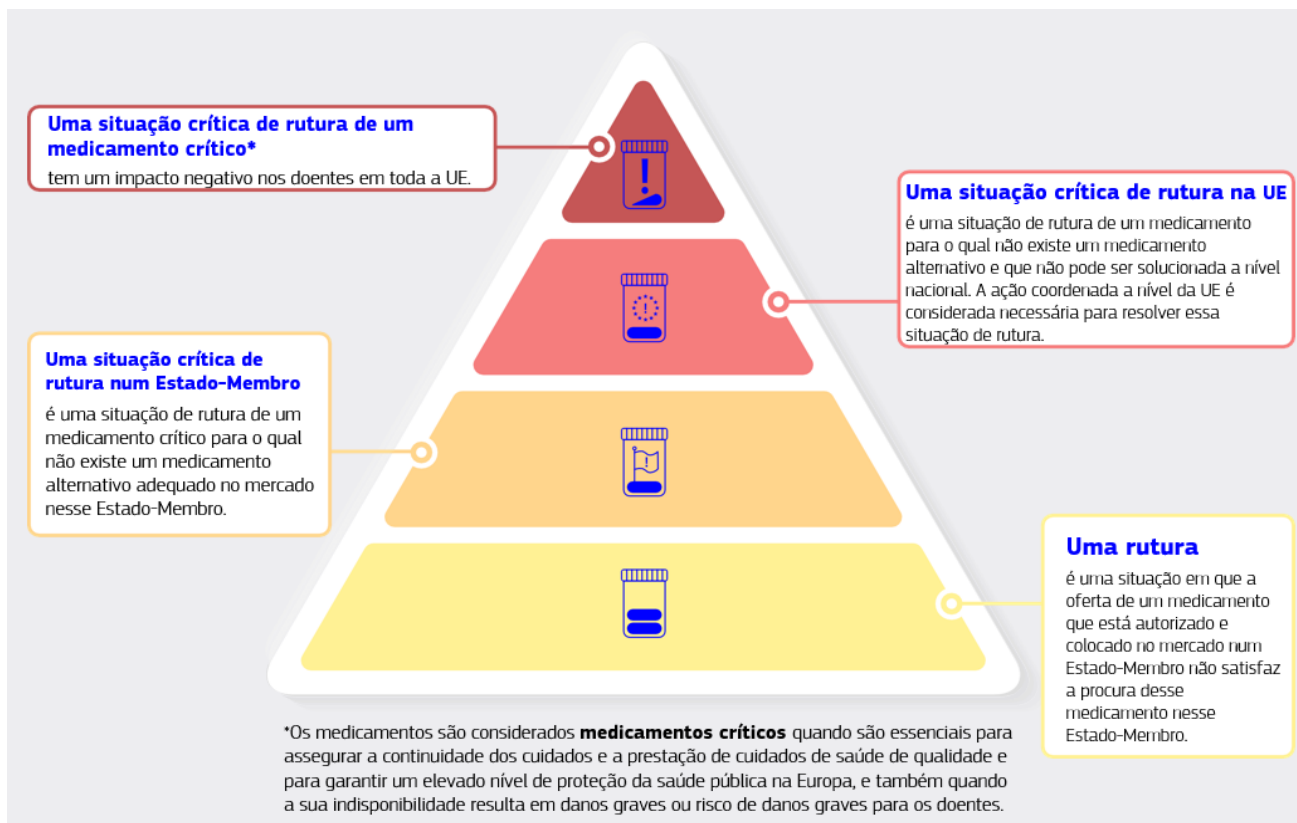 Uma situação crítica de rutura de um
medicamento crítico*
tem um impacto negativo nos doentes em toda a UE.
Uma situação crítica de rutura na UE
é uma situação de rutura de um medicamento
para o qual não existe um medicamento
alternativo e que não pode ser solucionada a nível
nacional. A ação coordenada a nível da UE é
considerada necessária para resolver essa
situação de rutura.
Uma situação crítica de
rutura num Estado-Membro
é uma situação de rutura de um
medicamento crítico para o qual
não existe um medicamento
alternativo adequado no mercado
nesse Estado-Membro.
Uma rutura
é uma situação em que a
oferta de um medicamento
que está autorizado e
colocado no mercado num
Estado-Membro não satisfaz
a procura desse
medicamento nesse
Estado-Membro.
*Os medicamentos são considerados medicamentos críticos quando são essenciais para
assegurar a continuidade dos cuidados e a prestação de cuidados de saúde de qualidade e
para garantir um elevado nível de proteção da saúde pública na Europa, e também quando
a sua indisponibilidade resulta em danos graves ou risco de danos graves para os doentes.